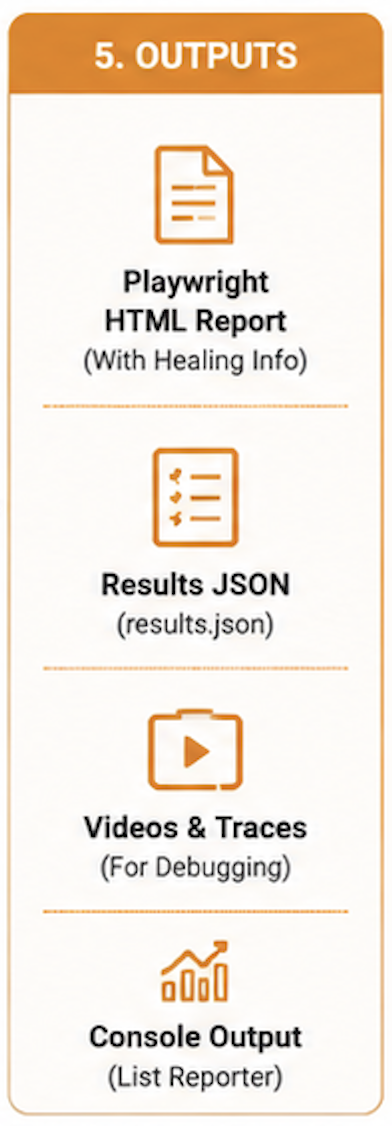 5. OUTPUTS
Playwright
HTML Report
(With Healing Info)
Results JSON
(results.json)
Videos & Traces
(For Debugging)
Console Output
(List Reporter)